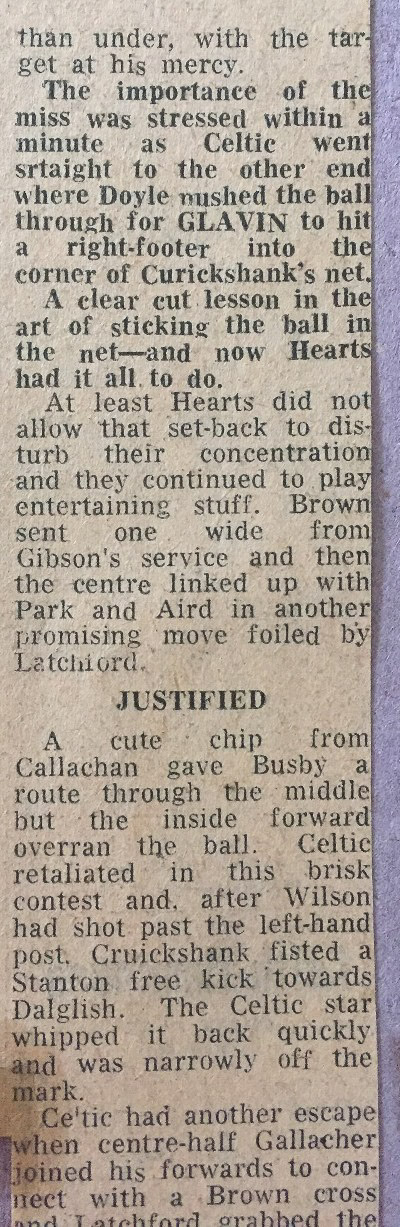 than under, with the tar-
get at his mercy.
The importance of the
miss was stressed within a
minute as Celtic went
srtaight to the other end
where Doyle pushed the ball
through for GLAVIN to hit
a right-footer into the
corner of Curickshank's net.
A clear cut lesson in the
art of sticking the ball in
the net—and now Hearts
had it all to do.
At least Hearts did not
allow that set-back to dis-
turb their concentration
and they continued to play
entertaining stuff. Brown
sent one wide from
Gibson's service and then
the centre linked up with
Park and Aird in another
promising move foiled by
Latchford.
JUSTIFIED
A cute chip from
Callachan gave Busby a
route through the middle
but the inside forward
overran the ball. Celtic
retaliated in this brisk
contest and, after Wilson
had shot past the left-hand
post, Cruickshank fisted a
Stanton free kick towards
Dalglish. The Celtic star
whipped it back quickly
and was narrowly off the
mark.
Celtic had another escape
when centre-half Gallacher
joined his forwards to con-
nect with a Brown cross
and Latchford grabbed the